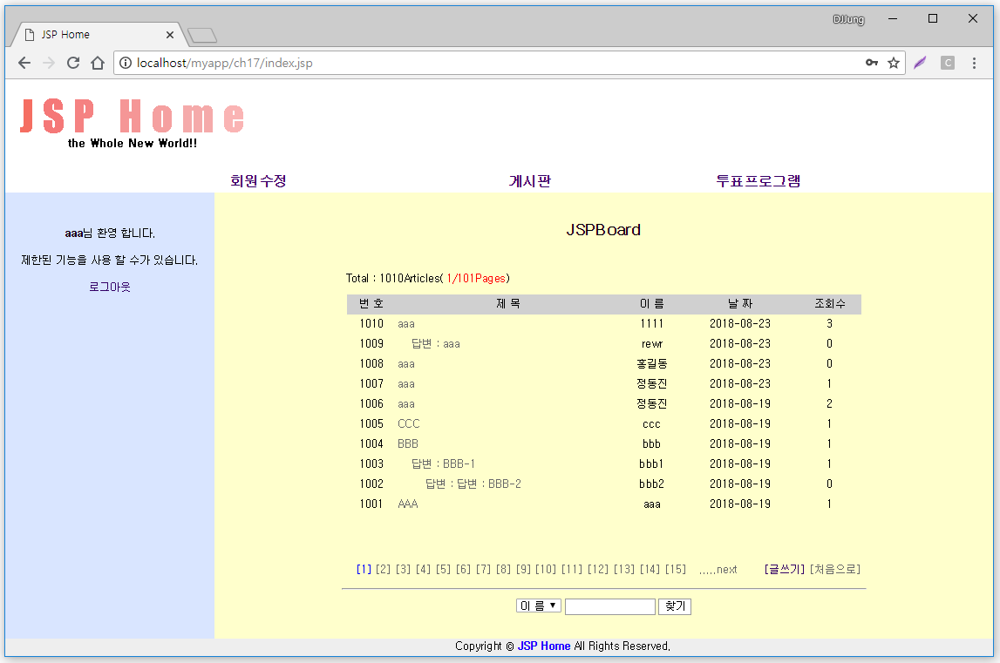 DJJung
JSP Home
localhost/myapp/ch17/index.jsp
C
JSP Home
the Whole New World!!
회원수정 게시판 투표프로그램
aaa님 환영 합니다.
제한된 기능을 사용 할 수가 있습니다.
로그아웃
JSPBoard
Total : 1010Articles( 1/101Pages)
번 호 제 목 이 름 날 짜 조회수
1010 aaa 1111 2018-08-23 3
1009 답변 : aaa rewr 2018-08-23 0
1008 aaa 홍길동 2018-08-23 0
1007 aaa 정동진 2018-08-23 1
1006 aaa 정동진 2018-08-19 2
1005 CCC ccc 2018-08-19 1
1004 BBB bbb 2018-08-19 1
1003 답변 : BBB-1 bbb1 2018-08-19 1
1002 답변 : 답변 : BBB-2 bbb2 2018-08-19 0
1001 AAA aaa 2018-08-19 1
[1] [2] [3] [4] [5] [6] [7] [8] [9] [10] [11] [12] [13] [14] [15] .....next [글쓰기] [처음으로]
이 름 ▼ 찾기
Copyright © JSP Home All Rights Reserved.